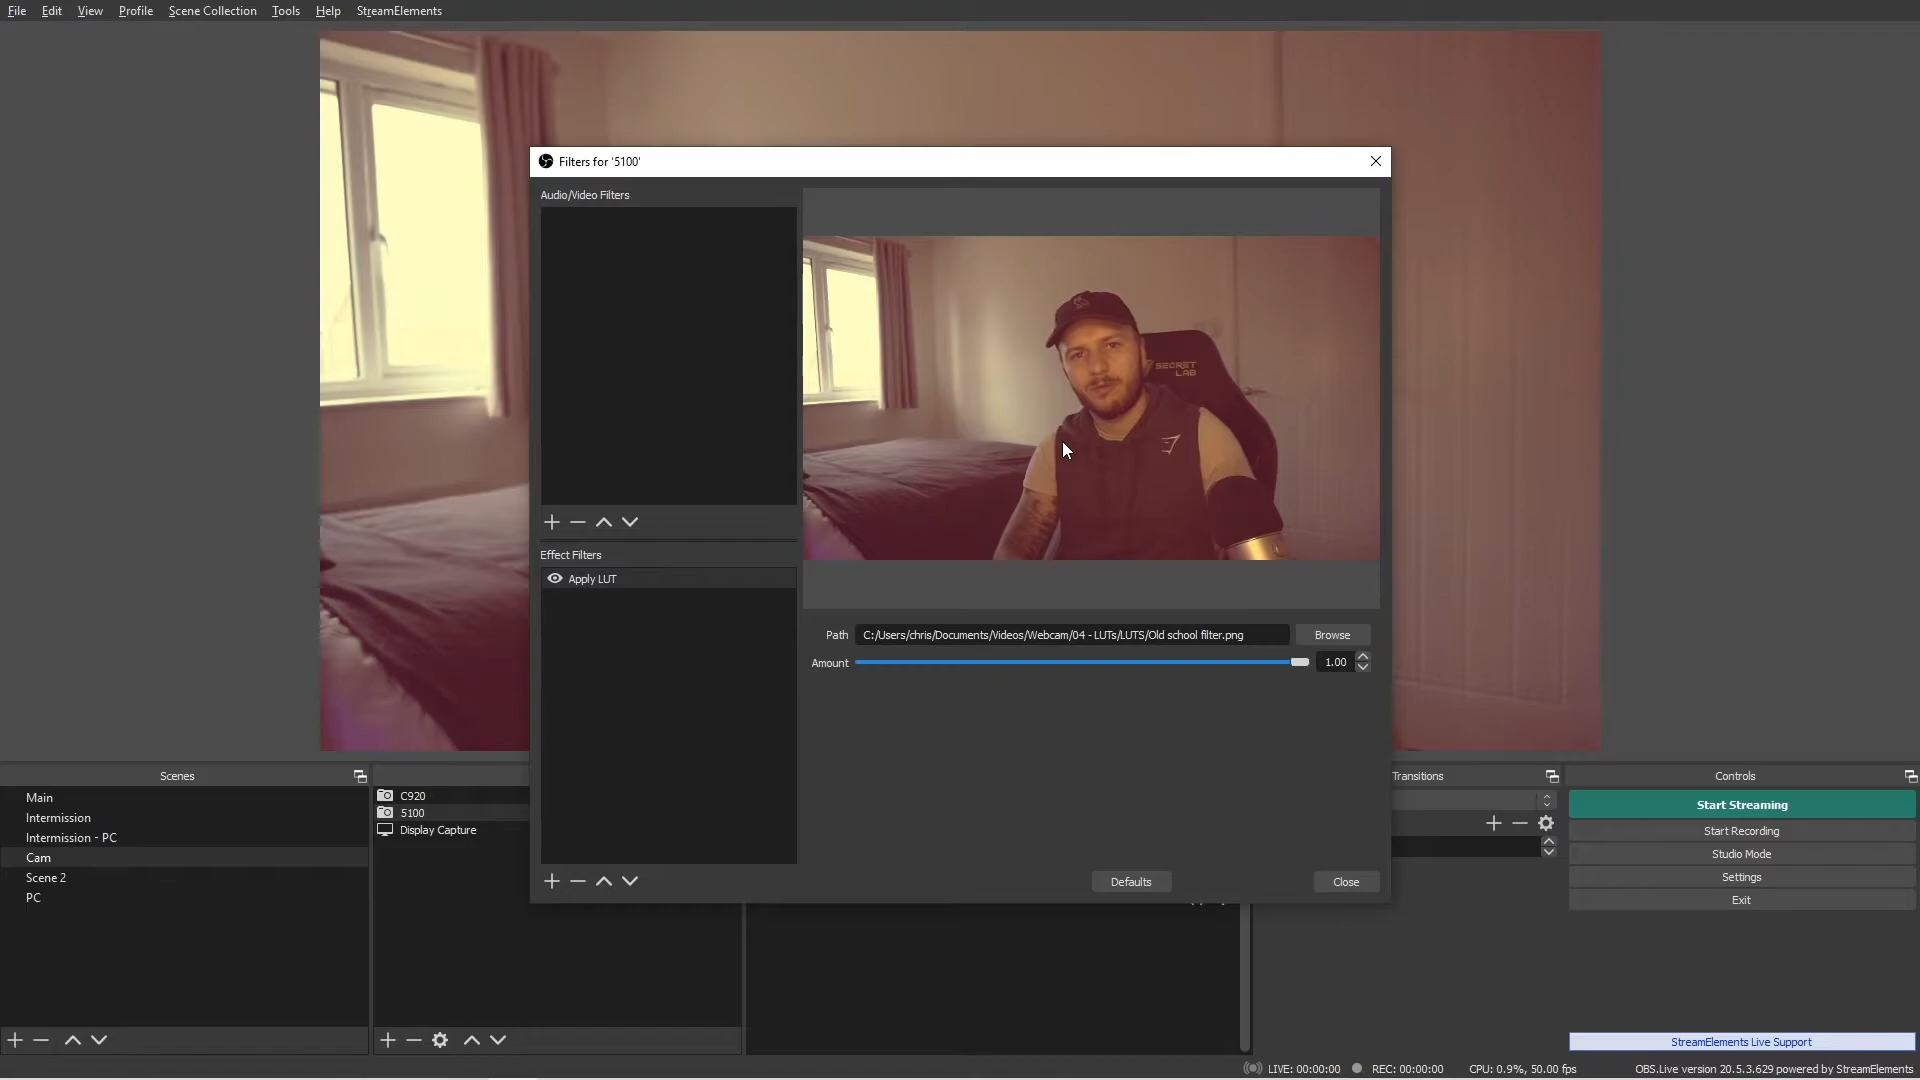 File Edit View Profile Scene Collection Tools Help StreamElements
Filters for '5100'
Audio/Video Filters
SECRET
LAB
Effect Filters
Apply LUT
Path C:/Users/chris/Documents/Videos/Webcam/04 - LUTs/LUTS/Old school filter.png Browse
Amount 1.00
Defaults Close
Scenes
Main
Intermission
Intermission - PC
Cam
Scene 2
PC
C920
5100
Display Capture
Transitions
Controls
Start Streaming
Start Recording
Studio Mode
Settings
Exit
StreamElements Live Support
LIVE: 00:00:00 REC: 00:00:00 CPU: 0.9%, 50.00 fps OBS.Live version 20.5.3.629 powered by StreamElements